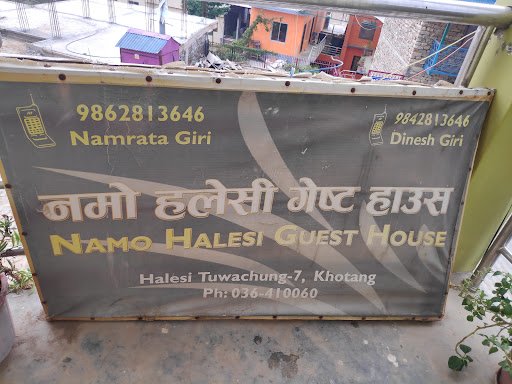 9862813646
Namrata Giri
9842813646
Dinesh Giri
नमो हलेसी गेष्ट हाउस
NAMO HALESI GUEST HOUSE
Halesi Tuwachung-7, Khotang
Ph: 036-410060